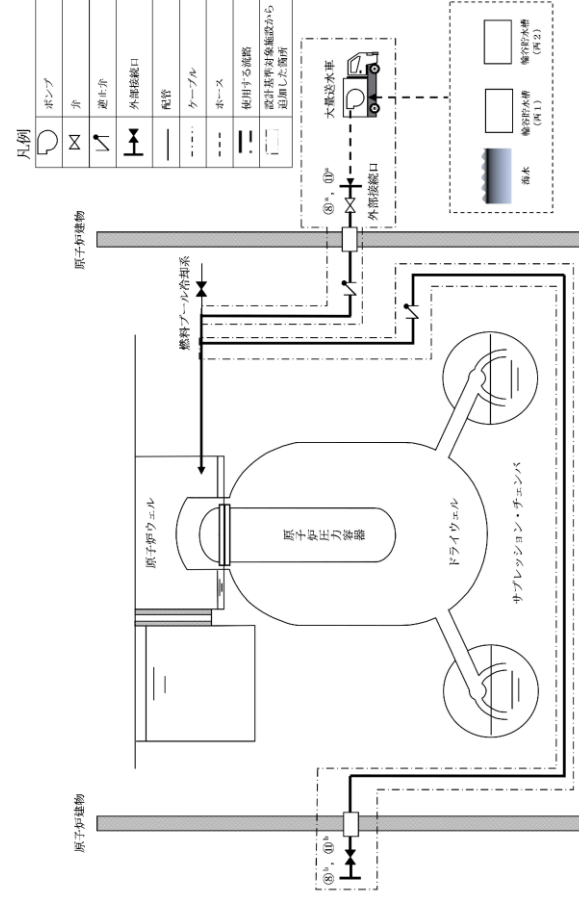 凡例
ポンプ
弁
逆止弁
外部接続口
配管
ケーブル
ホース
使用する流路
設計基準対象施設から
追加した箇所
原子炉建物
大量送水車
⑧ᵃ，⑪ᵃ
外部接続口
海水
輪谷貯水槽
(西1)
輪谷貯水槽
(西2)
燃料プール冷却系
原子炉ウェル
原子炉圧力容器
ドライウェル
サプレッション・チェンバ
原子炉建物
⑧ᵇ，⑪ᵇ